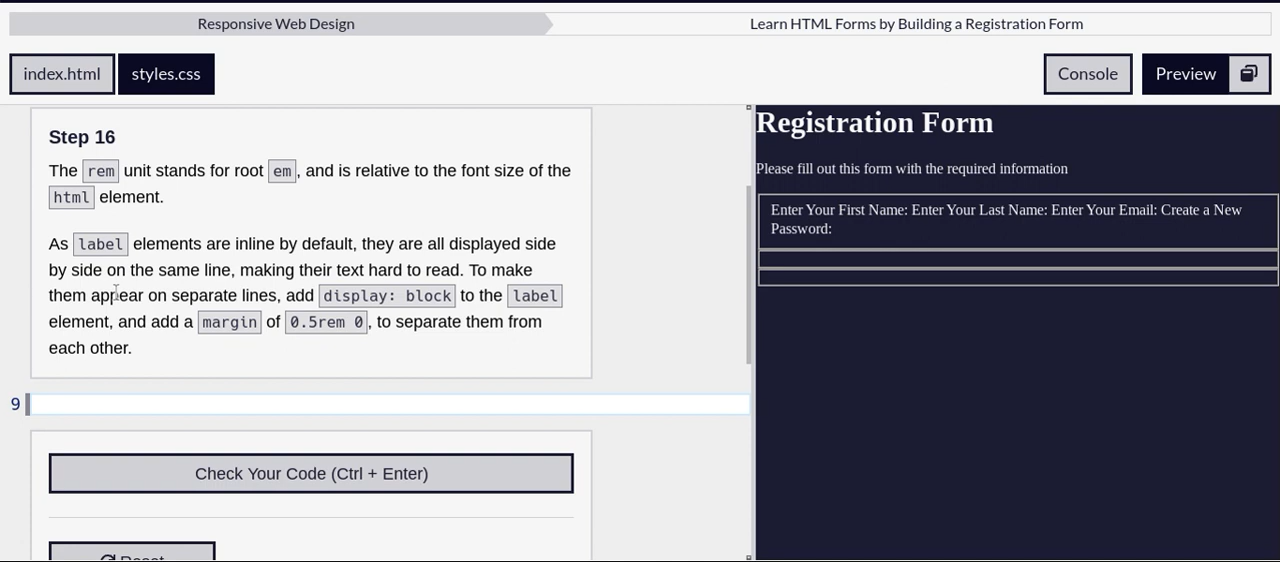 Responsive Web Design
Learn HTML Forms by Building a Registration Form
index.html
styles.css
Console
Preview
Step 16
The rem unit stands for root em, and is relative to the font size of the
html element.
As label elements are inline by default, they are all displayed side
by side on the same line, making their text hard to read. To make
them appear on separate lines, add display: block to the label
element, and add a margin of 0.5rem 0, to separate them from
each other.
9
Check Your Code (Ctrl + Enter)
Reset
Registration Form
Please fill out this form with the required information
Enter Your First Name: Enter Your Last Name: Enter Your Email: Create a New
Password: